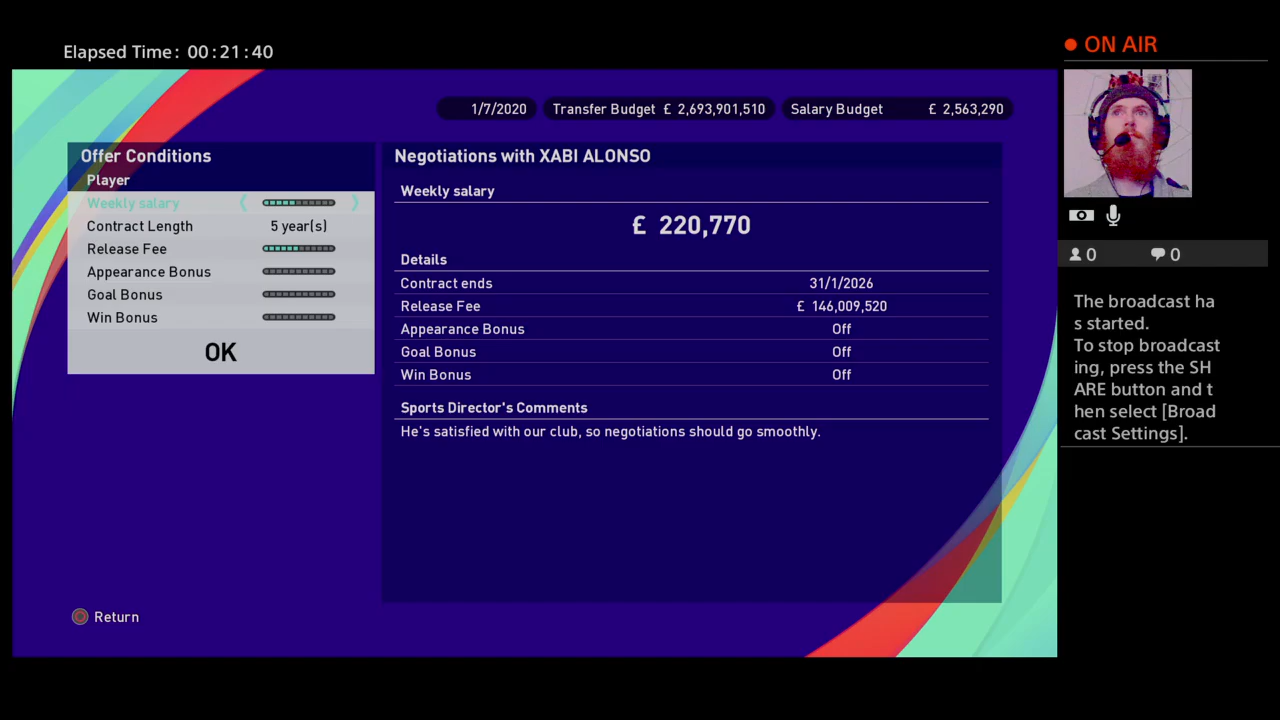 Elapsed Time: 00:21:40
ON AIR
1/7/2020 Transfer Budget £ 2,693,901,510 Salary Budget £ 2,563,290
Offer Conditions
Player
Weekly salary
Contract Length 5 year(s)
Release Fee
Appearance Bonus
Goal Bonus
Win Bonus
OK
Negotiations with XABI ALONSO
Weekly salary
£ 220,770
Details
Contract ends 31/1/2026
Release Fee £ 146,009,520
Appearance Bonus Off
Goal Bonus Off
Win Bonus Off
Sports Director's Comments
He's satisfied with our club, so negotiations should go smoothly.
Return
0 0
The broadcast ha
s started.
To stop broadcast
ing, press the SH
ARE button and t
hen select [Broad
cast Settings].